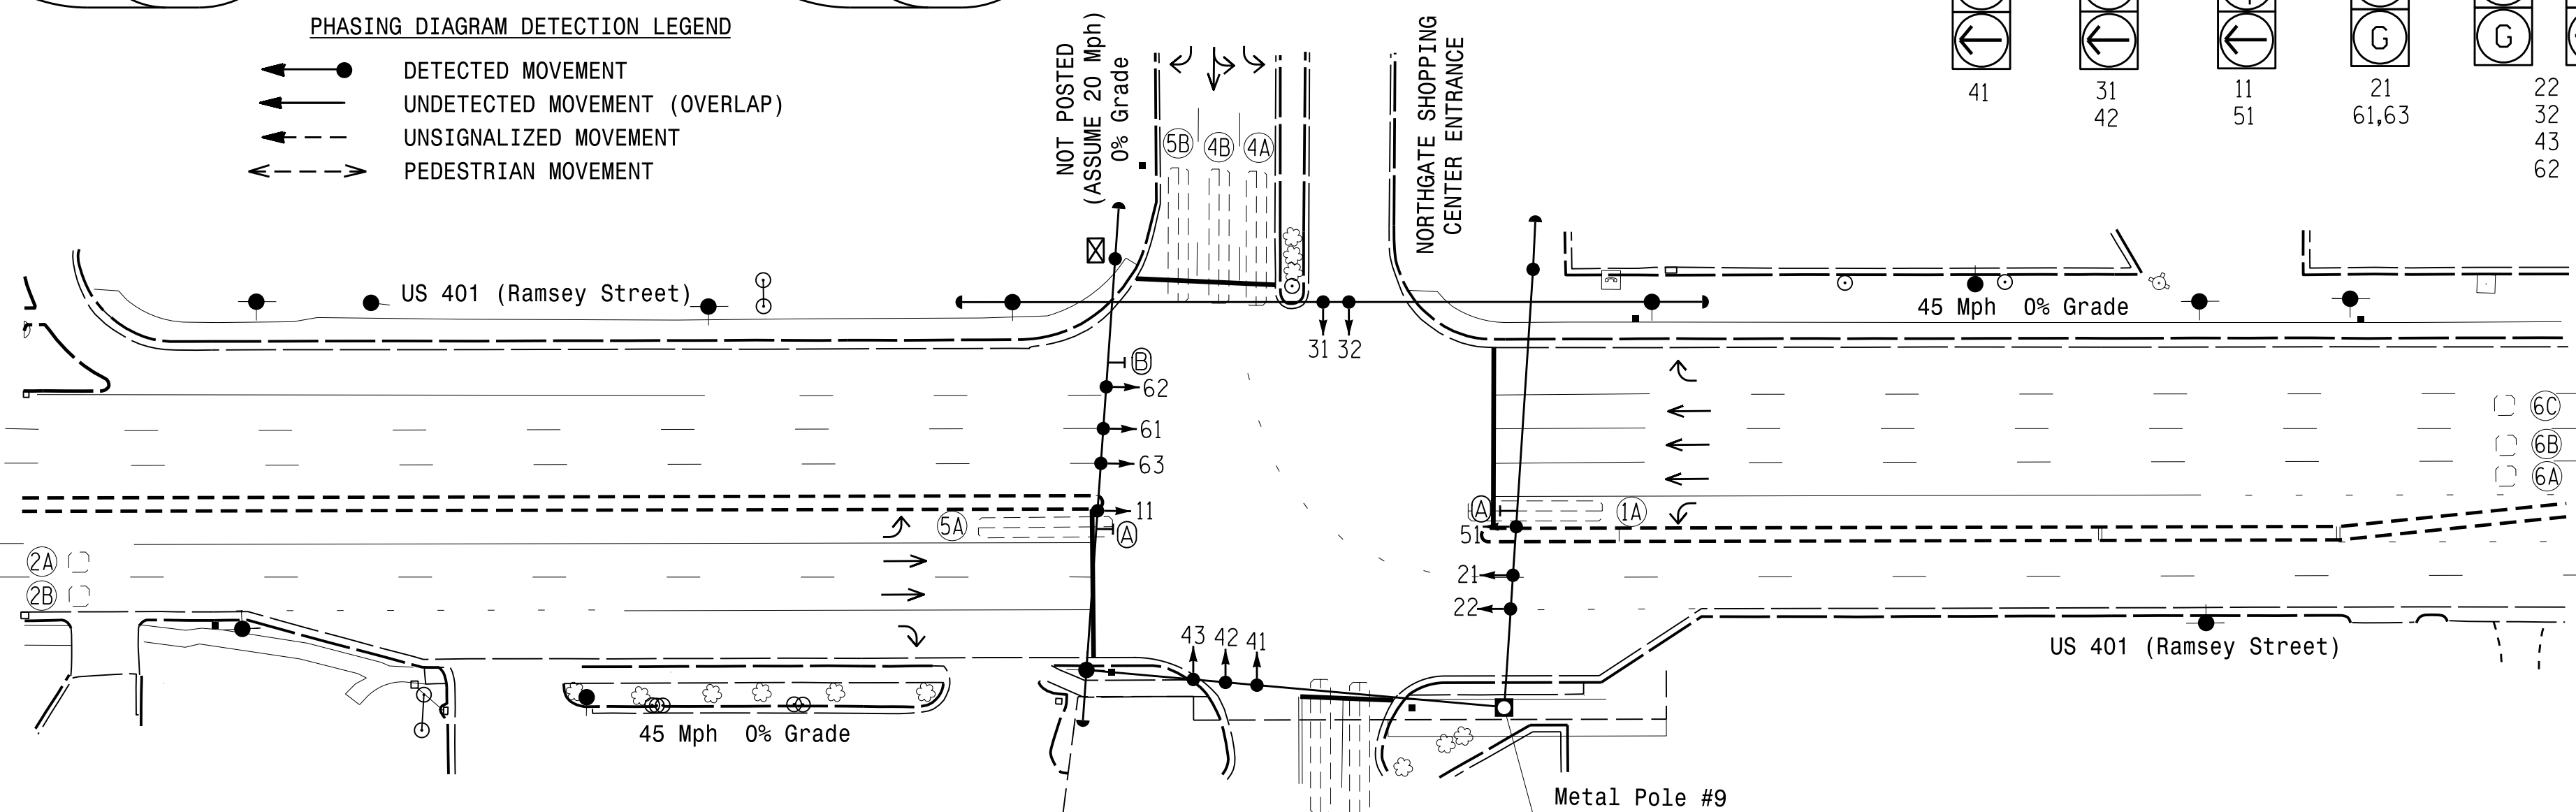 PHASING DIAGRAM DETECTION LEGEND
DETECTED MOVEMENT
UNDETECTED MOVEMENT (OVERLAP)
UNSIGNALIZED MOVEMENT
PEDESTRIAN MOVEMENT
NOT POSTED
(ASSUME 20 Mph)
0% Grade
NORTHGATE SHOPPING
CENTER ENTRANCE
G
G
41
31
42
11
51
21
61,63
22
32
43
62
5B
4B
4A
US 401 (Ramsey Street)
45 Mph 0% Grade
31 32
B
62
61
63
11
A
5A
2A
2B
A
1A
51
21
22
6C
6B
6A
43 42 41
US 401 (Ramsey Street)
45 Mph 0% Grade
Metal Pole #9